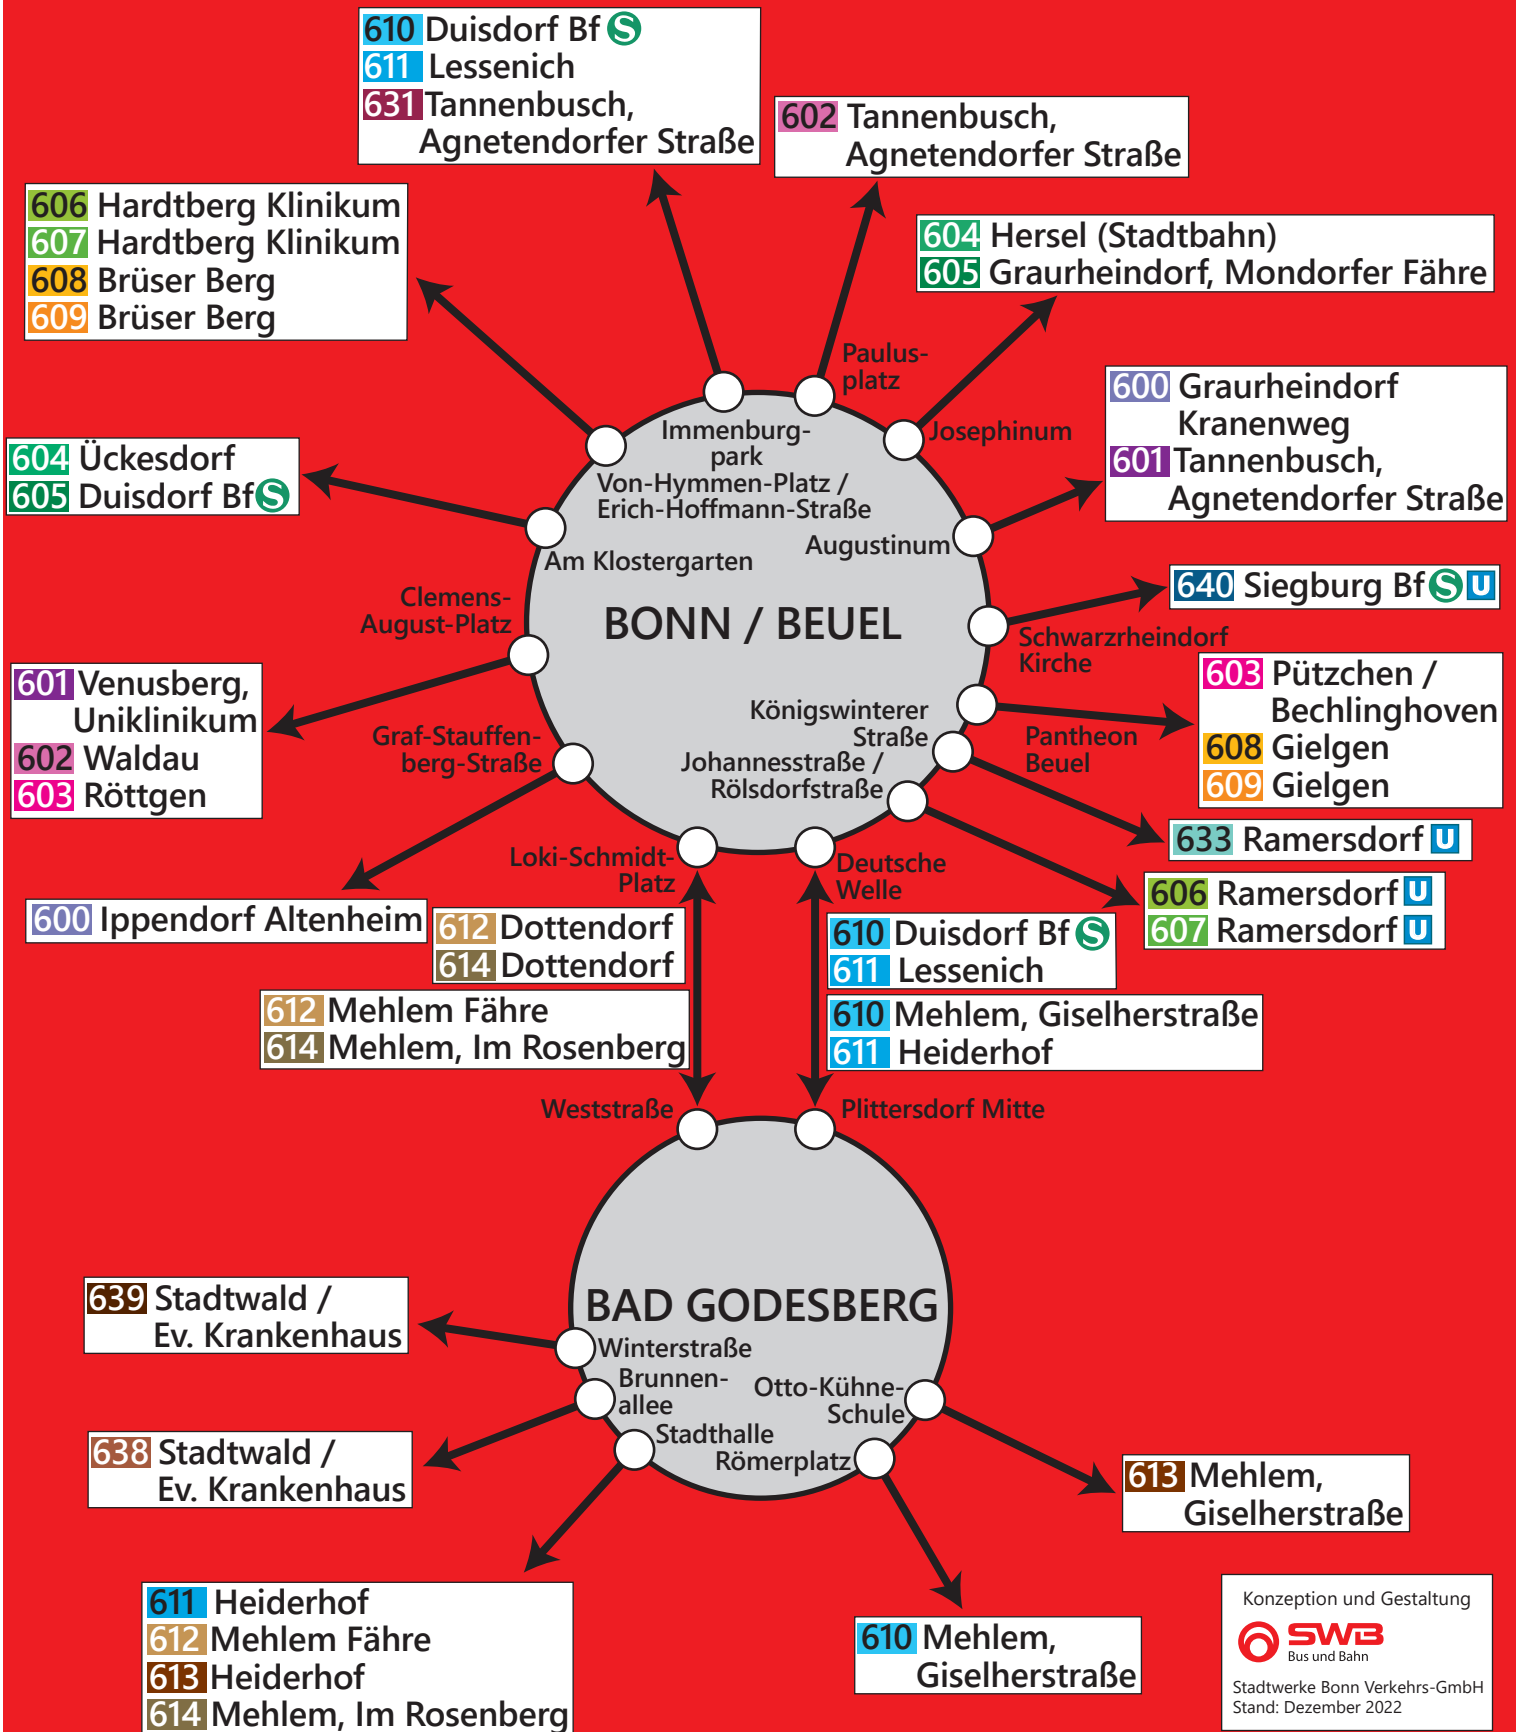 610 Duisdorf Bf S
611 Lessenich
631 Tannenbusch,
Agnetendorfer Straße
602 Tannenbusch,
Agnetendorfer Straße
606 Hardtberg Klinikum
607 Hardtberg Klinikum
608 Brüser Berg
609 Brüser Berg
604 Hersel (Stadtbahn)
605 Graurheindorf, Mondorfer Fähre
Paulus-
platz
600 Graurheindorf
Kranenweg
601 Tannenbusch,
Agnetendorfer Straße
Josephinum
Immenburg-
park
Von-Hymmen-Platz /
Erich-Hoffmann-Straße
604 Ückesdorf
605 Duisdorf Bf S
Augustinum
Am Klostergarten
640 Siegburg Bf S U
Clemens-
August-Platz
BONN / BEUEL
Schwarzrheindorf
Kirche
601 Venusberg,
Uniklinikum
602 Waldau
603 Röttgen
603 Pützchen /
Bechlinghoven
608 Gielgen
609 Gielgen
Königswinterer
Straße
Pantheon
Beuel
Graf-Stauffen-
berg-Straße
Johannesstraße /
Rölsdorfstraße
633 Ramersdorf U
Loki-Schmidt-
Platz
Deutsche
Welle
606 Ramersdorf U
607 Ramersdorf U
600 Ippendorf Altenheim
612 Dottendorf
614 Dottendorf
610 Duisdorf Bf S
611 Lessenich
612 Mehlem Fähre
614 Mehlem, Im Rosenberg
610 Mehlem, Giselherstraße
611 Heiderhof
Weststraße
Plittersdorf Mitte
BAD GODESBERG
639 Stadtwald /
Ev. Krankenhaus
Winterstraße
Brunnen-
allee
Otto-Kühne-
Schule
Stadthalle
Römerplatz
638 Stadtwald /
Ev. Krankenhaus
613 Mehlem,
Giselherstraße
611 Heiderhof
612 Mehlem Fähre
613 Heiderhof
614 Mehlem, Im Rosenberg
610 Mehlem,
Giselherstraße
Konzeption und Gestaltung
SWB
Bus und Bahn
Stadtwerke Bonn Verkehrs-GmbH
Stand: Dezember 2022